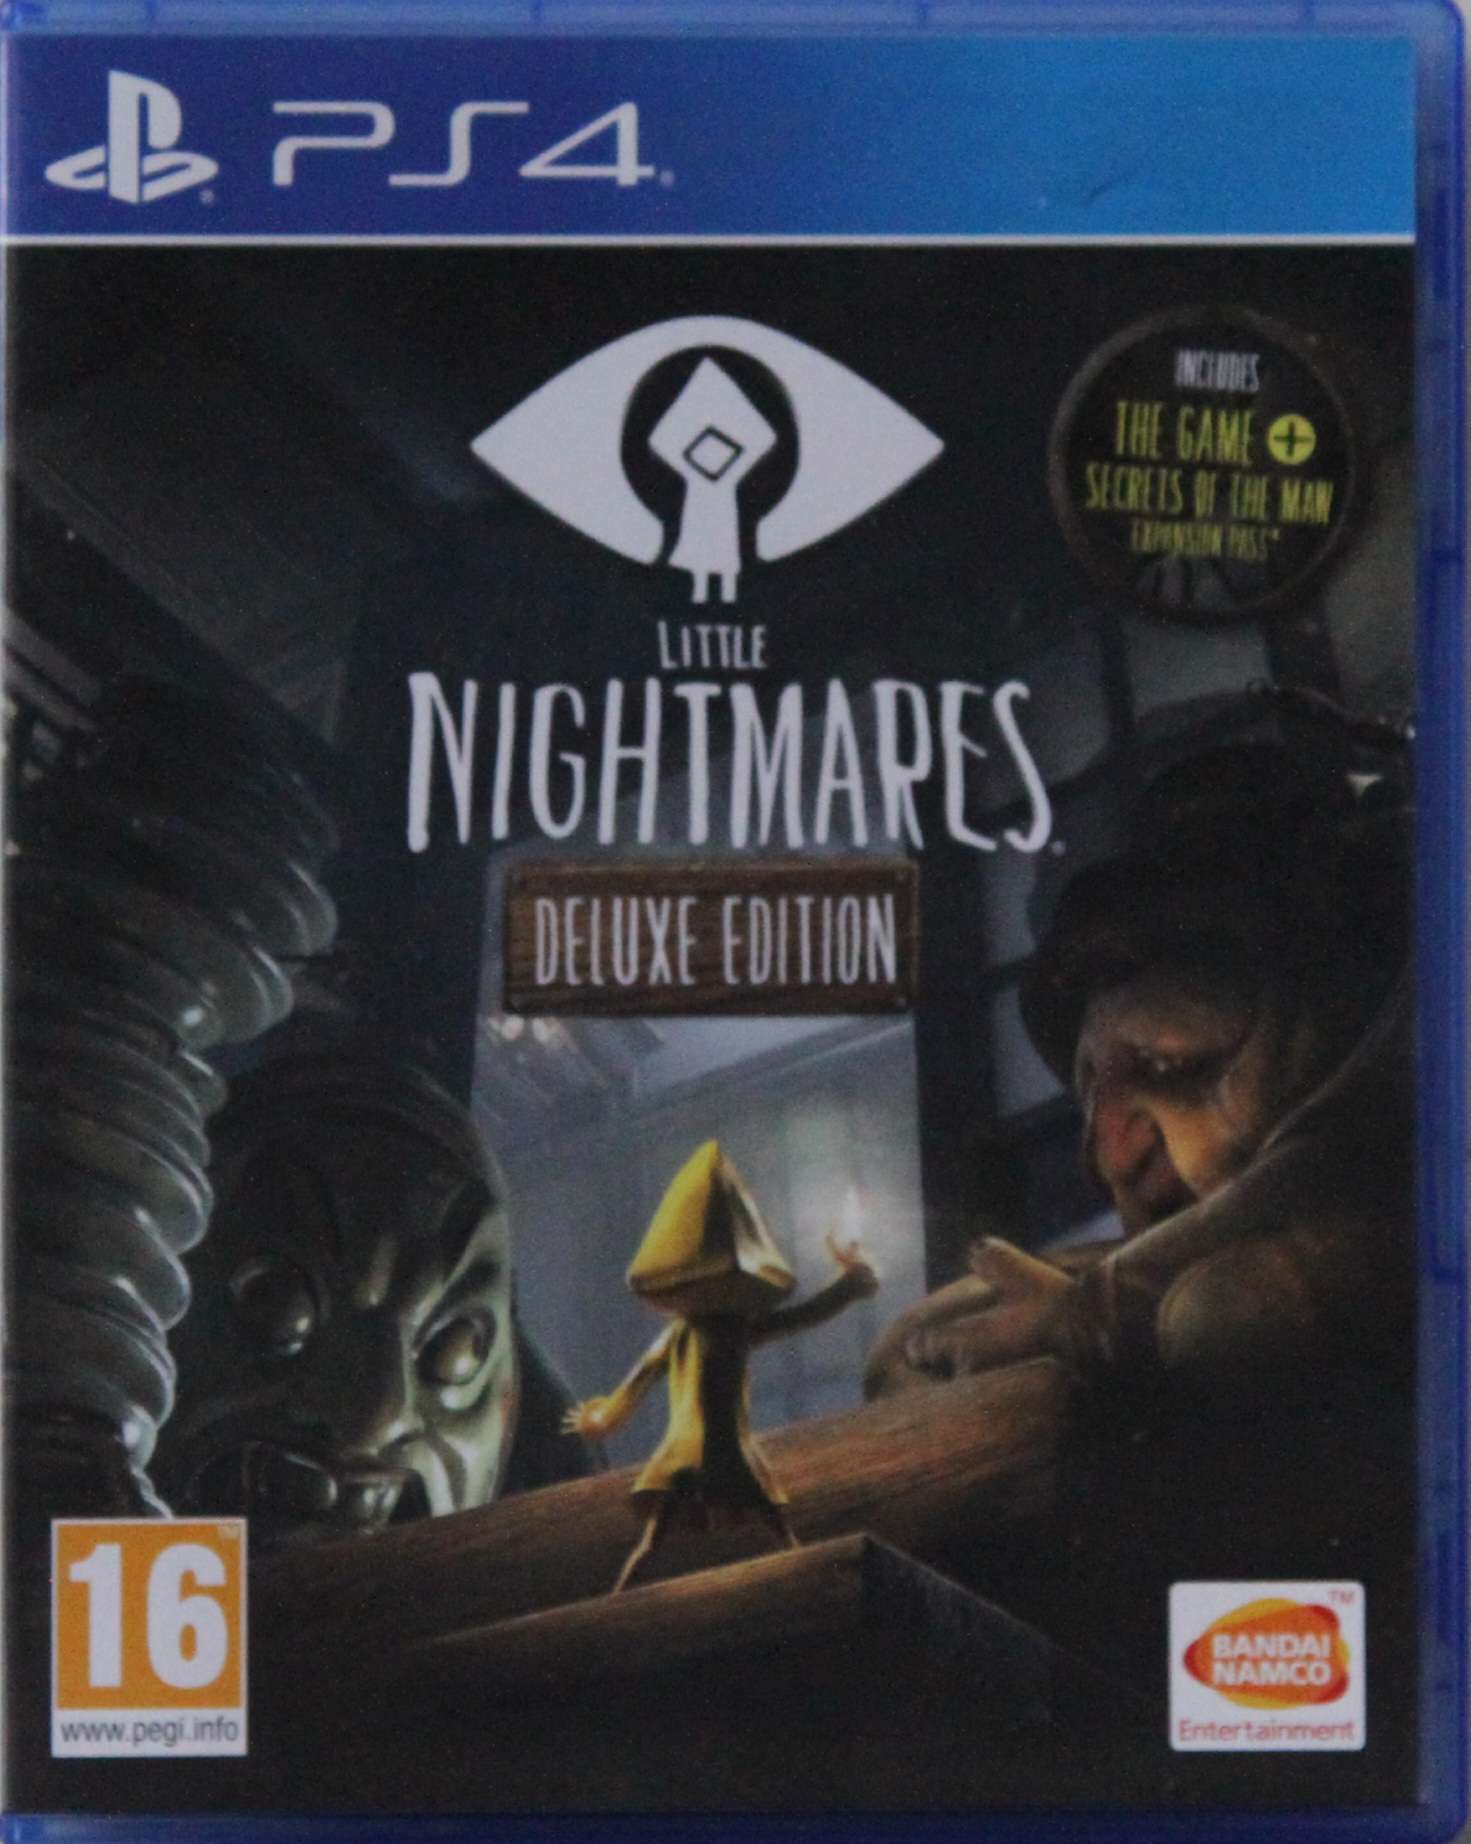 PS4
INCLUDES
THE GAME +
SECRETS OF THE MAW
EXPANSION PASS*
LITTLE
NIGHTMARES
DELUXE EDITION
16
www.pegi.info
BANDAI
NAMCO
Entertainment